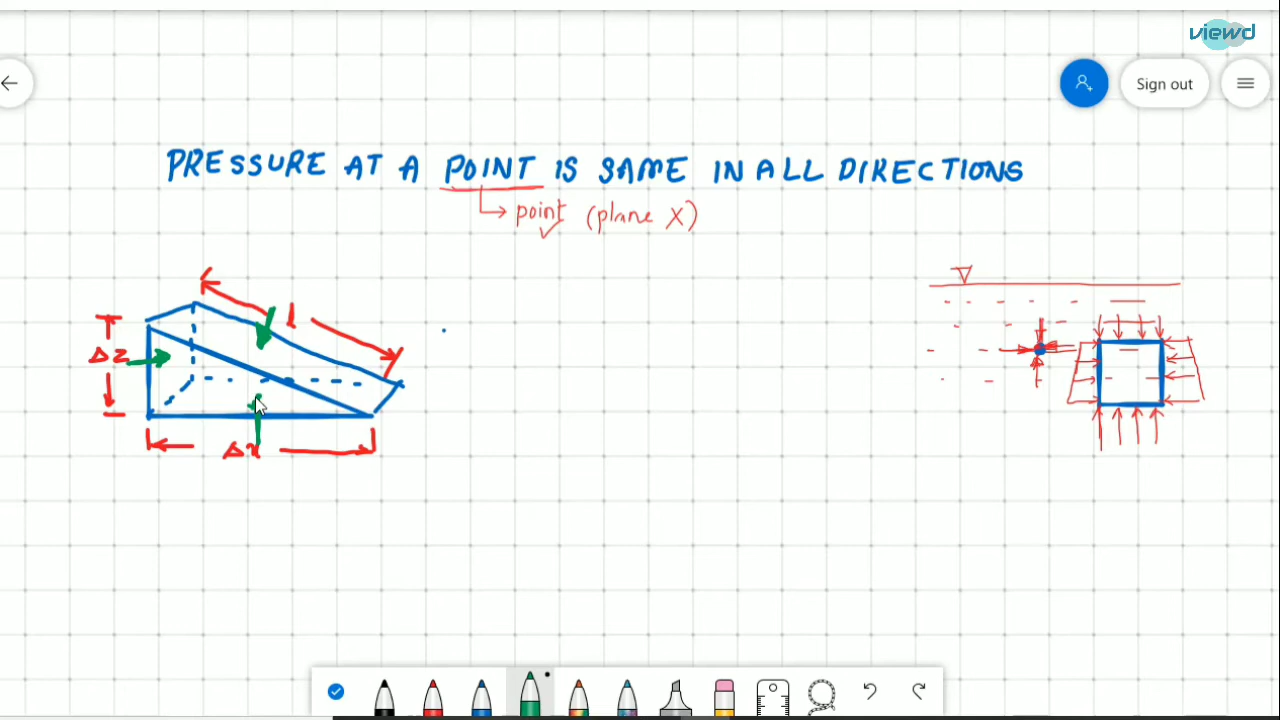 viewd
Sign out
PRESSURE AT A POINT IS SAME IN ALL DIRECTIONS
point (plane X)
l
Δz
Δx